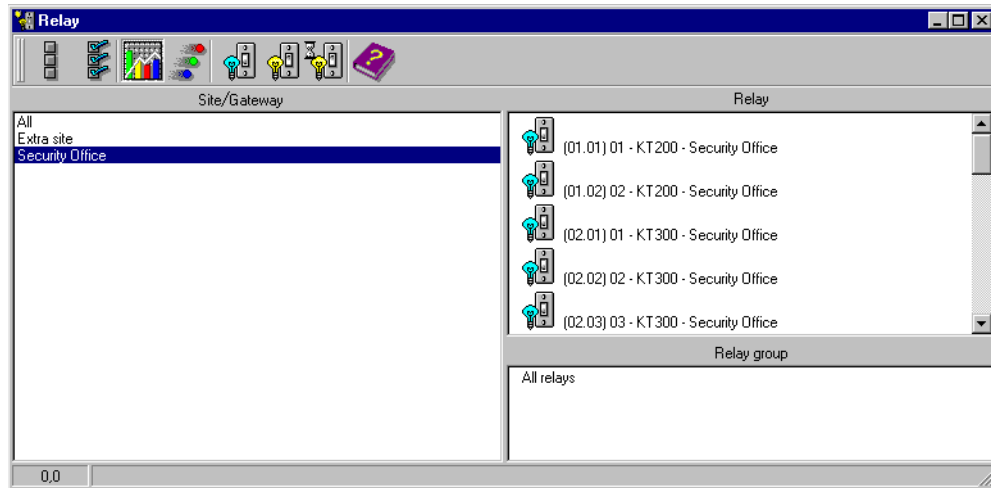 Relay
Site/Gateway
All
Extra site
Security Office
Relay
(01.01) 01 - KT200 - Security Office
(01.02) 02 - KT200 - Security Office
(02.01) 01 - KT300 - Security Office
(02.02) 02 - KT300 - Security Office
(02.03) 03 - KT300 - Security Office
Relay group
All relays
0,0